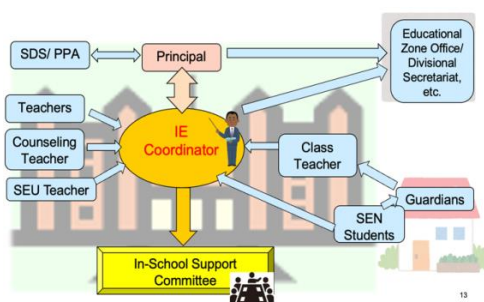 SDS/ PPA
Principal
Educational
Zone Office/
Divisional
Secretariat,
etc.
Teachers
Counseling
Teacher
SEU Teacher
IE
Coordinator
Class
Teacher
Guardians
SEN
Students
In-School Support
Committee
13